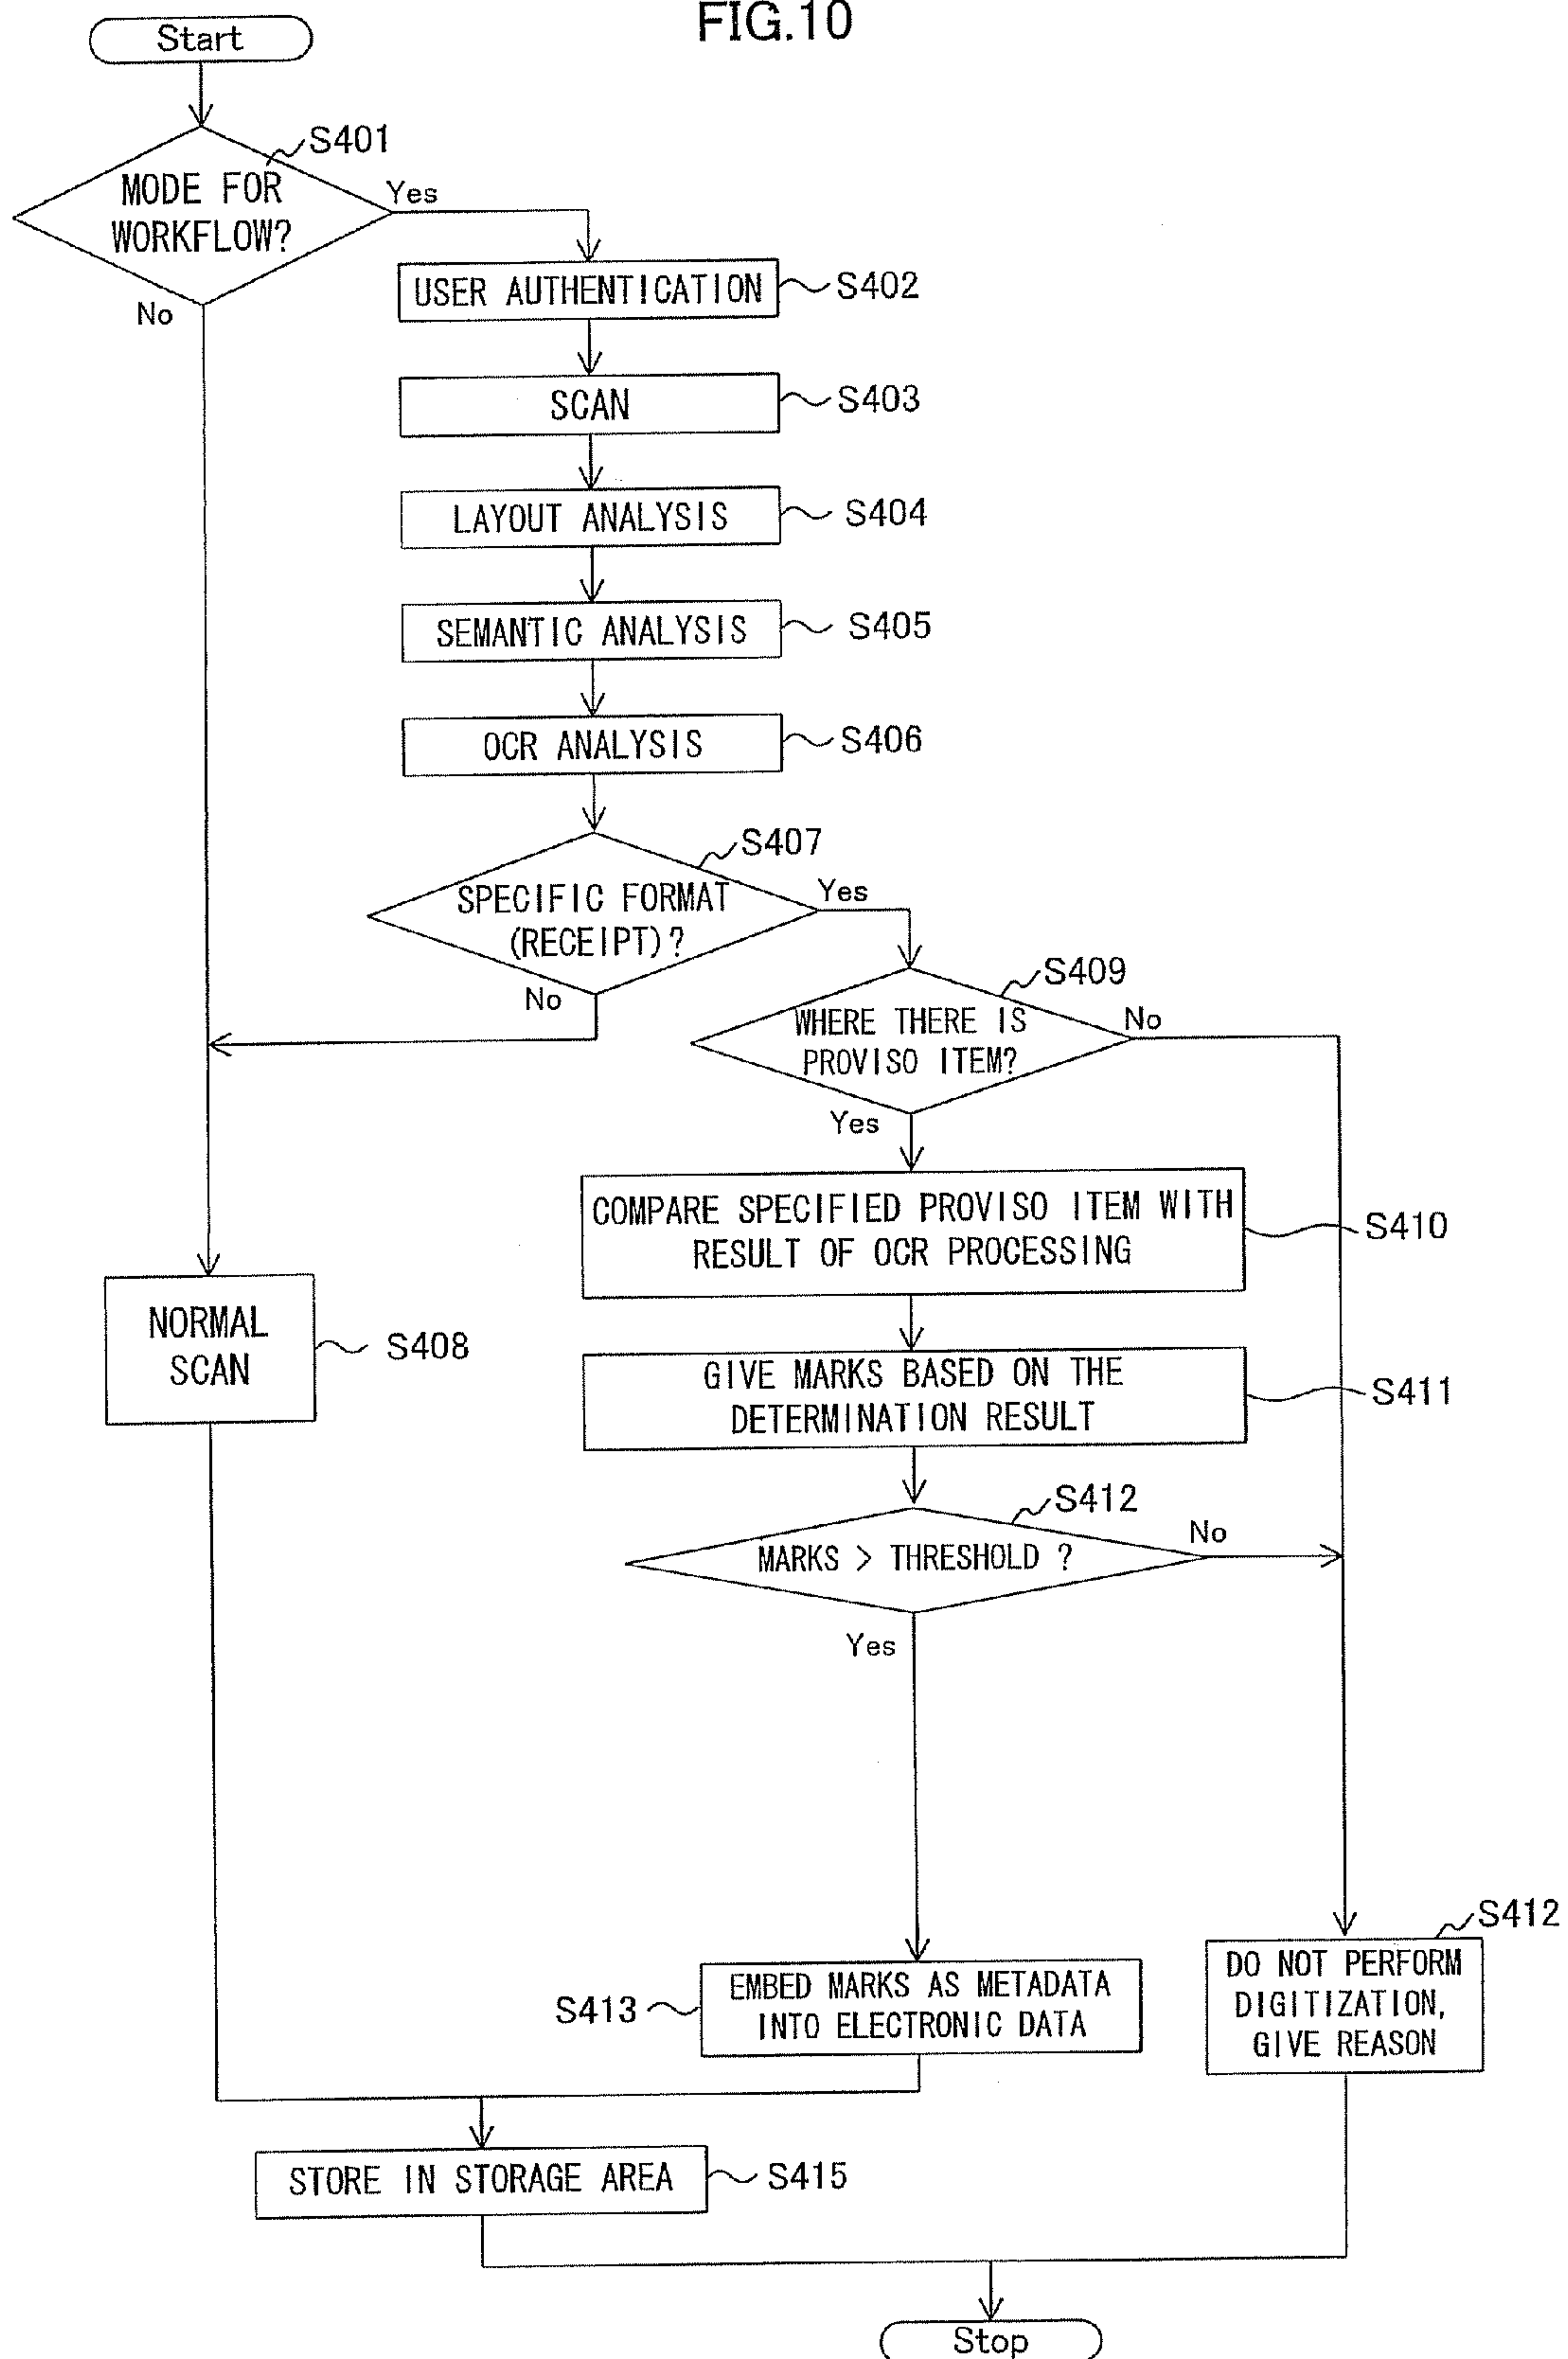 FIG.10
Start
S401
MODE FOR
WORKFLOW?
Yes
No
USER AUTHENTICATION
S402
SCAN
S403
LAYOUT ANALYSIS
S404
SEMANTIC ANALYSIS
S405
OCR ANALYSIS
S406
S407
SPECIFIC FORMAT
(RECEIPT)?
Yes
No
S409
WHERE THERE IS
PROVISO ITEM?
No
Yes
COMPARE SPECIFIED PROVISO ITEM WITH
RESULT OF OCR PROCESSING
S410
NORMAL
SCAN
S408
GIVE MARKS BASED ON THE
DETERMINATION RESULT
S411
S412
MARKS > THRESHOLD ?
No
Yes
S412
DO NOT PERFORM
DIGITIZATION,
GIVE REASON
S413
EMBED MARKS AS METADATA
INTO ELECTRONIC DATA
STORE IN STORAGE AREA
S415
Stop